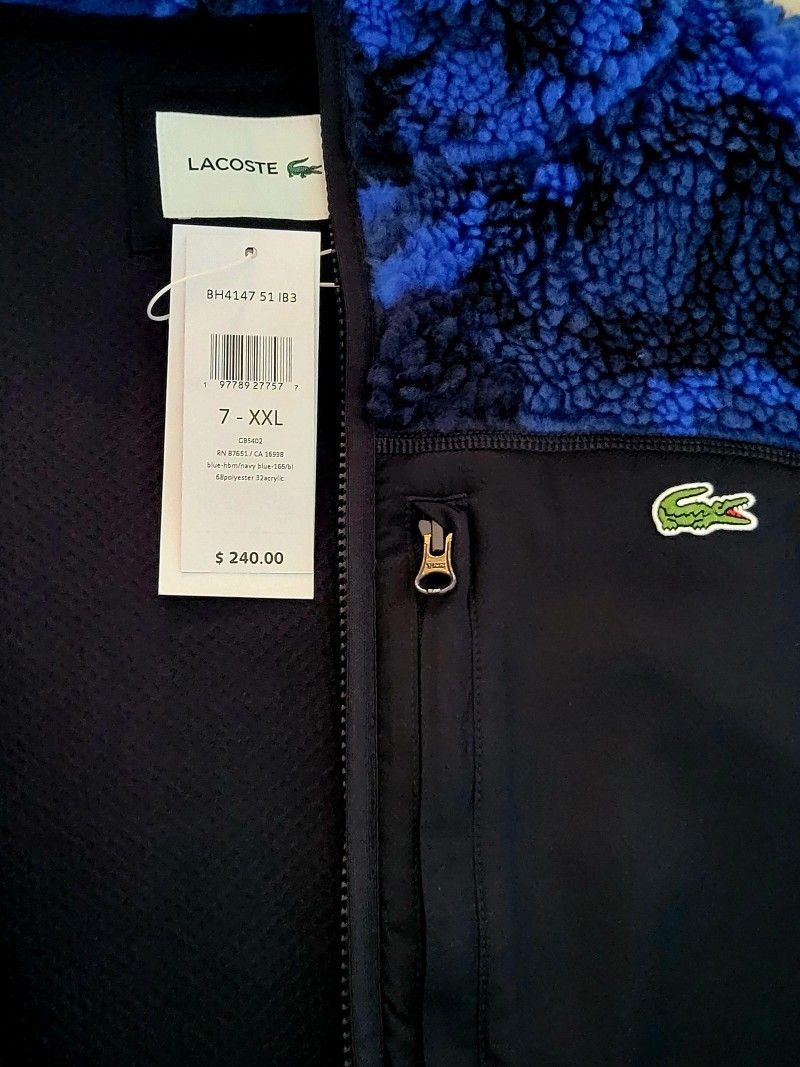 LACOSTE
BH4147 51 IB3
1 97789 27757 7
7 - XXL
GB5402
RN 87651 / CA 16998
blue-hbm/navy blue-166/bl
68polyester 32acrylic
$ 240.00